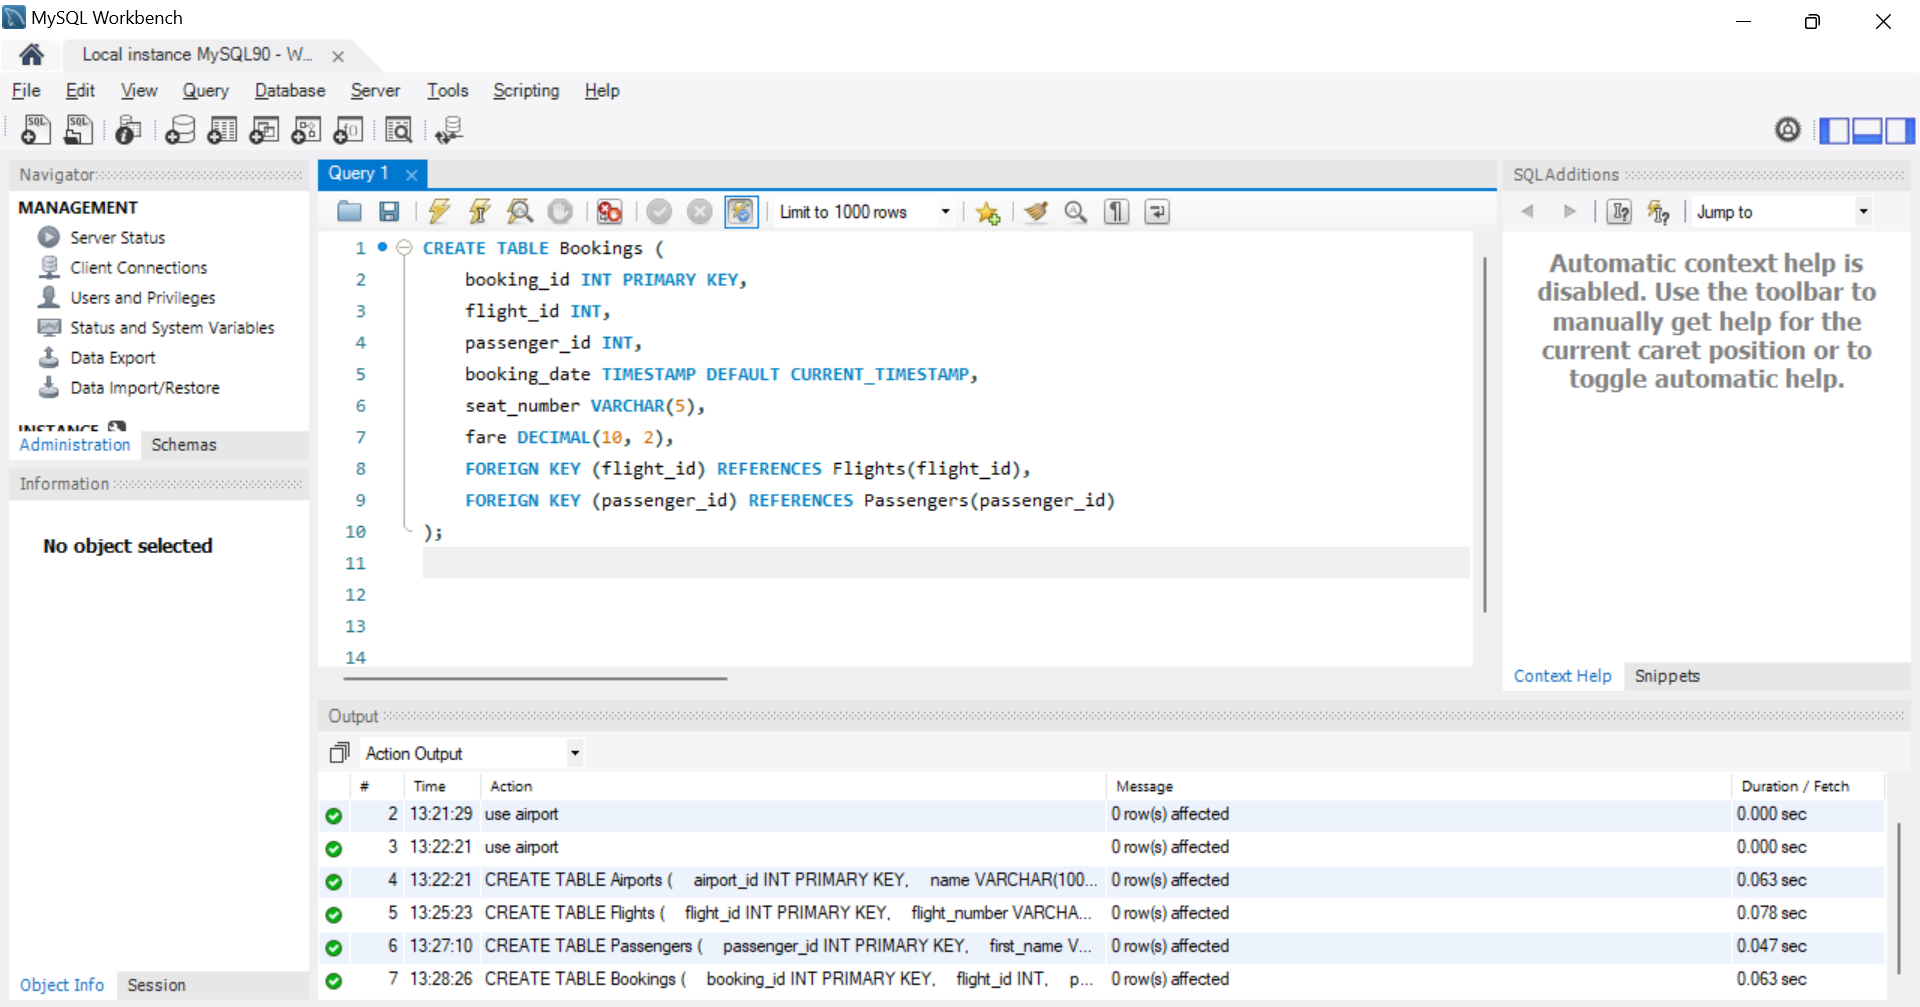 MySQL Workbench
Local instance MySQL90 - W...
File Edit View Query Database Server Tools Scripting Help
Navigator
MANAGEMENT
Server Status
Client Connections
Users and Privileges
Status and System Variables
Data Export
Data Import/Restore
INSTANCE
Administration Schemas
Information
No object selected
Object Info Session
Query 1
Limit to 1000 rows
1 CREATE TABLE Bookings (
2 booking_id INT PRIMARY KEY,
3 flight_id INT,
4 passenger_id INT,
5 booking_date TIMESTAMP DEFAULT CURRENT_TIMESTAMP,
6 seat_number VARCHAR(5),
7 fare DECIMAL(10, 2),
8 FOREIGN KEY (flight_id) REFERENCES Flights(flight_id),
9 FOREIGN KEY (passenger_id) REFERENCES Passengers(passenger_id)
10 );
11
12
13
14
SQLAdditions
Jump to
Automatic context help is
disabled. Use the toolbar to
manually get help for the
current caret position or to
toggle automatic help.
Context Help Snippets
Output
Action Output
# Time Action Message Duration / Fetch
2 13:21:29 use airport 0 row(s) affected 0.000 sec
3 13:22:21 use airport 0 row(s) affected 0.000 sec
4 13:22:21 CREATE TABLE Airports ( airport_id INT PRIMARY KEY, name VARCHAR(100... 0 row(s) affected 0.063 sec
5 13:25:23 CREATE TABLE Flights ( flight_id INT PRIMARY KEY, flight_number VARCHA... 0 row(s) affected 0.078 sec
6 13:27:10 CREATE TABLE Passengers ( passenger_id INT PRIMARY KEY, first_name V... 0 row(s) affected 0.047 sec
7 13:28:26 CREATE TABLE Bookings ( booking_id INT PRIMARY KEY, flight_id INT, p... 0 row(s) affected 0.063 sec